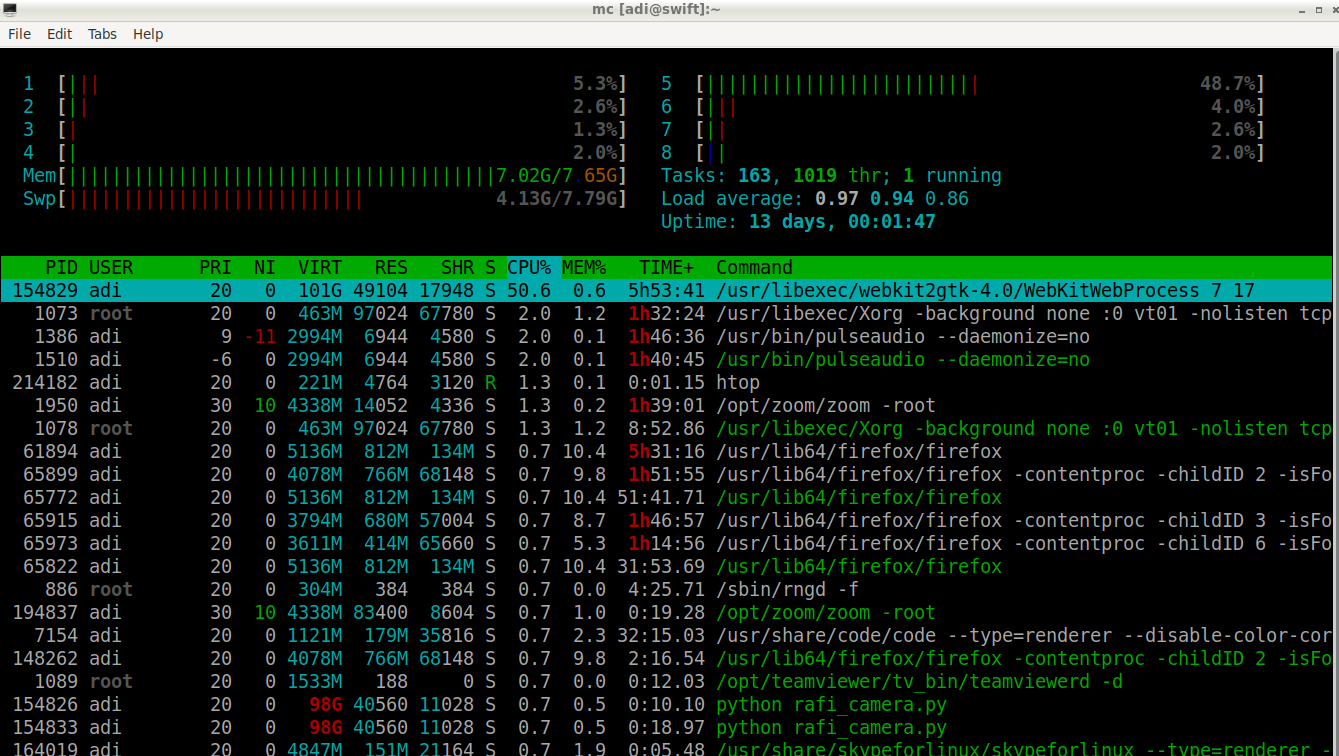 mc [adi@swift]:~
File Edit Tabs Help
1 [||| 5.3%] 5 [||||||||||||||||||||||||| 48.7%]
2 [|| 2.6%] 6 [||| 4.0%]
3 [| 1.3%] 7 [|| 2.6%]
4 [| 2.0%] 8 [|| 2.0%]
Mem[|||||||||||||||||||||||||||||||||||||||7.02G/7.65G] Tasks: 163, 1019 thr; 1 running
Swp[||||||||||||||||||||||||||| 4.13G/7.79G] Load average: 0.97 0.94 0.86
Uptime: 13 days, 00:01:47
PID USER PRI NI VIRT RES SHR S CPU% MEM% TIME+ Command
154829 adi 20 0 101G 49104 17948 S 50.6 0.6 5h53:41 /usr/libexec/webkit2gtk-4.0/WebKitWebProcess 7 17
1073 root 20 0 463M 97024 67780 S 2.0 1.2 1h32:24 /usr/libexec/Xorg -background none :0 vt01 -nolisten tcp
1386 adi 9 -11 2994M 6944 4580 S 2.0 0.1 1h46:36 /usr/bin/pulseaudio --daemonize=no
1510 adi -6 0 2994M 6944 4580 S 2.0 0.1 1h40:45 /usr/bin/pulseaudio --daemonize=no
214182 adi 20 0 221M 4764 3120 R 1.3 0.1 0:01.15 htop
1950 adi 30 10 4338M 14052 4336 S 1.3 0.2 1h39:01 /opt/zoom/zoom -root
1078 root 20 0 463M 97024 67780 S 1.3 1.2 8:52.86 /usr/libexec/Xorg -background none :0 vt01 -nolisten tcp
61894 adi 20 0 5136M 812M 134M S 0.7 10.4 5h31:16 /usr/lib64/firefox/firefox
65899 adi 20 0 4078M 766M 68148 S 0.7 9.8 1h51:55 /usr/lib64/firefox/firefox -contentproc -childID 2 -isFo
65772 adi 20 0 5136M 812M 134M S 0.7 10.4 51:41.71 /usr/lib64/firefox/firefox
65915 adi 20 0 3794M 680M 57004 S 0.7 8.7 1h46:57 /usr/lib64/firefox/firefox -contentproc -childID 3 -isFo
65973 adi 20 0 3611M 414M 65660 S 0.7 5.3 1h14:56 /usr/lib64/firefox/firefox -contentproc -childID 6 -isFo
65822 adi 20 0 5136M 812M 134M S 0.7 10.4 31:53.69 /usr/lib64/firefox/firefox
886 root 20 0 304M 384 384 S 0.7 0.0 4:25.71 /sbin/rngd -f
194837 adi 30 10 4338M 83400 8604 S 0.7 1.0 0:19.28 /opt/zoom/zoom -root
7154 adi 20 0 1121M 179M 35816 S 0.7 2.3 32:15.03 /usr/share/code/code --type=renderer --disable-color-cor
148262 adi 20 0 4078M 766M 68148 S 0.7 9.8 2:16.54 /usr/lib64/firefox/firefox -contentproc -childID 2 -isFo
1089 root 20 0 1533M 188 0 S 0.7 0.0 0:12.03 /opt/teamviewer/tv_bin/teamviewerd -d
154826 adi 20 0 98G 40560 11028 S 0.7 0.5 0:10.10 python rafi_camera.py
154833 adi 20 0 98G 40560 11028 S 0.7 0.5 0:18.97 python rafi_camera.py
164019 adi 20 0 4847M 151M 21164 S 0.7 1.9 0:05.48 /usr/share/skypeforlinux/skypeforlinux --type=renderer -